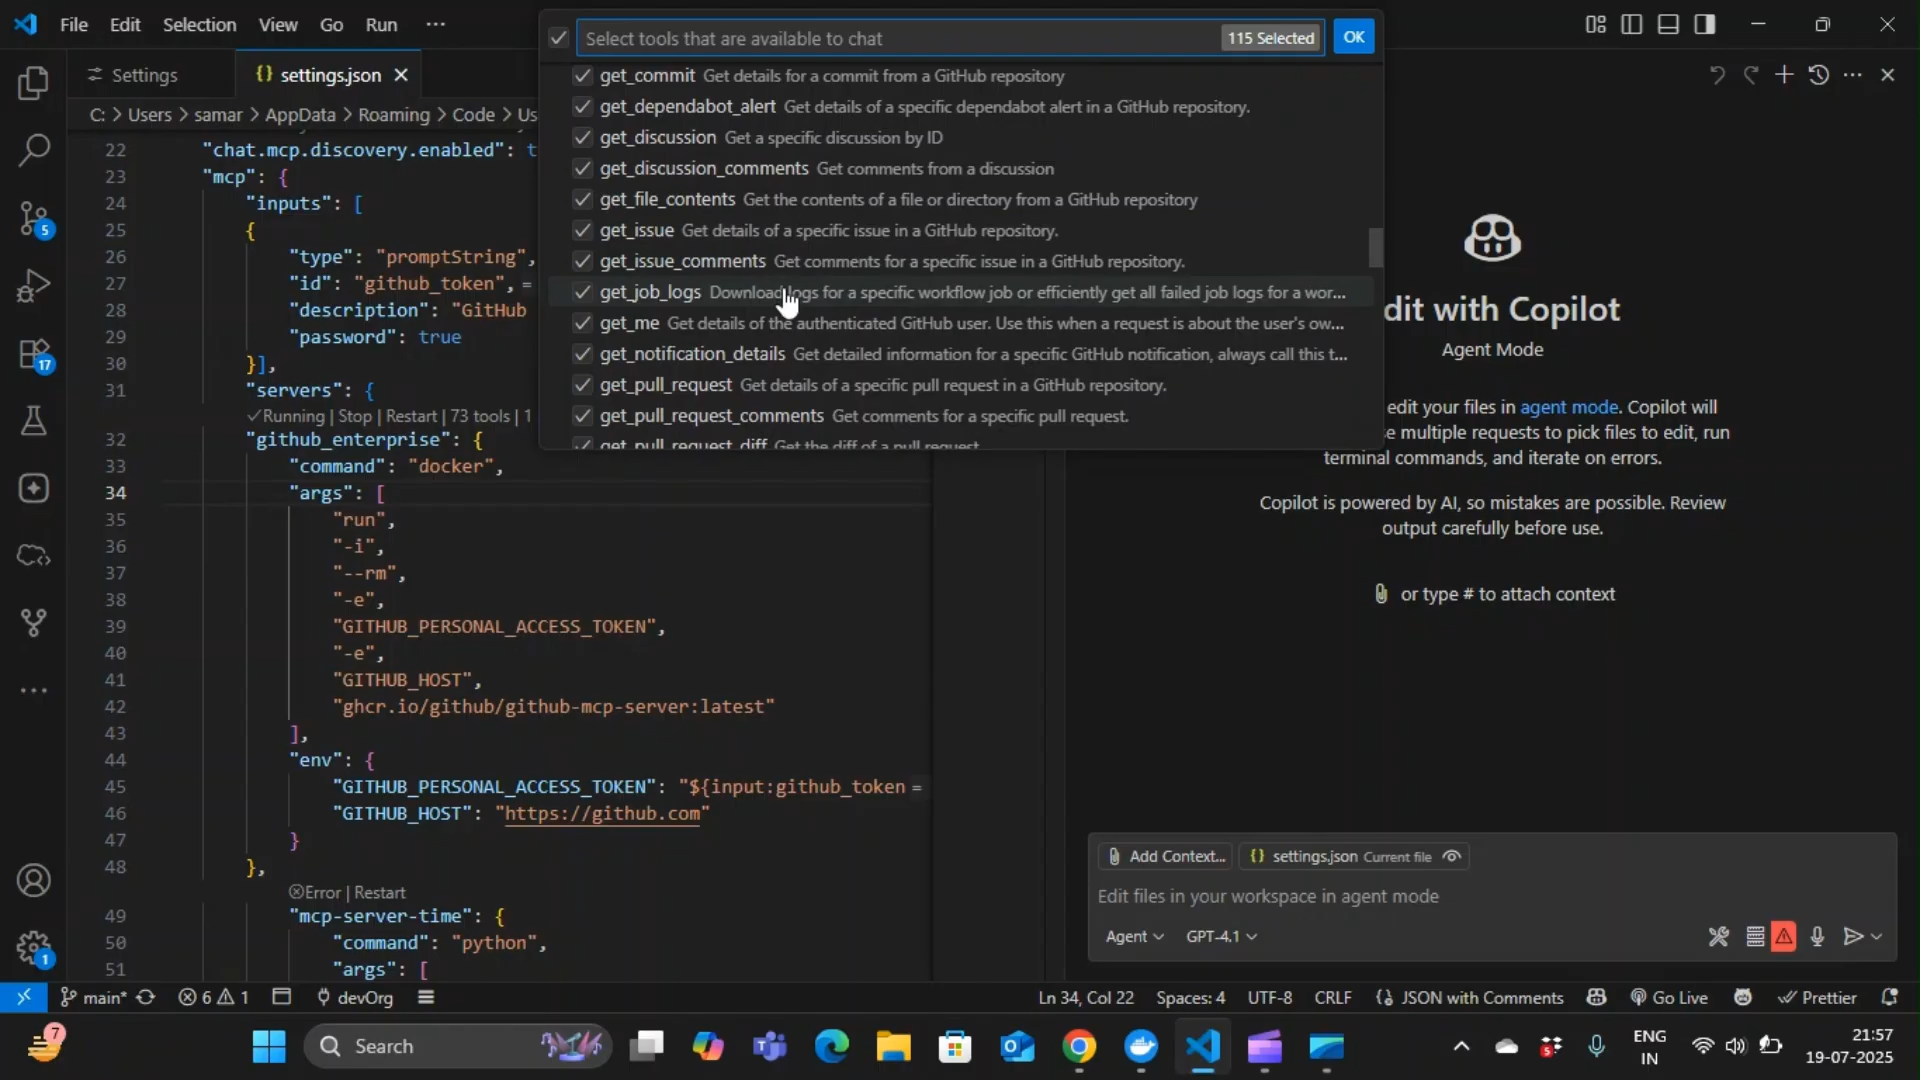 File Edit Selection View Go Run ···
Select tools that are available to chat 115 Selected OK
Settings
{} settings.json
C: > Users > samar > AppData > Roaming > Code > Us
get_commit Get details for a commit from a GitHub repository
get_dependabot_alert Get details of a specific dependabot alert in a GitHub repository.
get_discussion Get a specific discussion by ID
get_discussion_comments Get comments from a discussion
get_file_contents Get the contents of a file or directory from a GitHub repository
get_issue Get details of a specific issue in a GitHub repository.
get_issue_comments Get comments for a specific issue in a GitHub repository.
get_job_logs Download logs for a specific workflow job or efficiently get all failed job logs for a wor...
get_me Get details of the authenticated GitHub user. Use this when a request is about the user's ow...
get_notification_details Get detailed information for a specific GitHub notification, always call this t...
get_pull_request Get details of a specific pull request in a GitHub repository.
get_pull_request_comments Get comments for a specific pull request.
get_pull_request_diff Get the diff of a pull request
22 "chat.mcp.discovery.enabled": t
23 "mcp": {
24 "inputs": [
25 {
26 "type": "promptString",
27 "id": "github_token", =
28 "description": "GitHub
29 "password": true
30 }],
31 "servers": {
✓Running | Stop | Restart | 73 tools | 1
32 "github_enterprise": {
33 "command": "docker",
34 "args": [
35 "run",
36 "-i",
37 "--rm",
38 "-e",
39 "GITHUB_PERSONAL_ACCESS_TOKEN",
40 "-e",
41 "GITHUB_HOST",
42 "ghcr.io/github/github-mcp-server:latest"
43 ],
44 "env": {
45 "GITHUB_PERSONAL_ACCESS_TOKEN": "${input:github_token =
46 "GITHUB_HOST": "https://github.com"
47 }
48 },
Error | Restart
49 "mcp-server-time": {
50 "command": "python",
51 "args": [
5
17
1
dit with Copilot
Agent Mode
edit your files in agent mode. Copilot will
e multiple requests to pick files to edit, run
terminal commands, and iterate on errors.
Copilot is powered by AI, so mistakes are possible. Review
output carefully before use.
or type # to attach context
Add Context... {} settings.json Current file
Edit files in your workspace in agent mode
Agent GPT-4.1
main* 6 1 devOrg
Ln 34, Col 22 Spaces: 4 UTF-8 CRLF {} JSON with Comments Go Live Prettier
7
Search
ENG
IN
21:57
19-07-2025